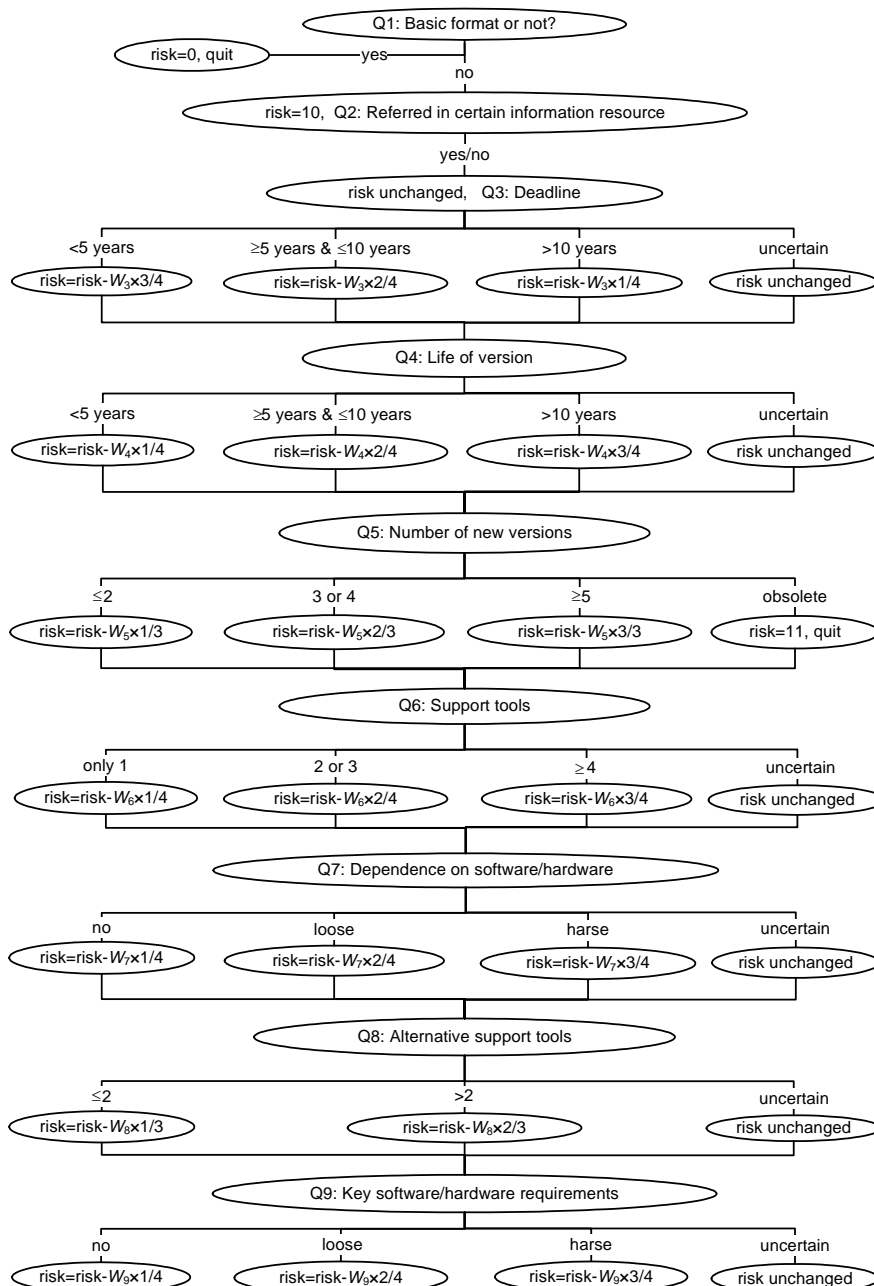 Q1: Basic format or not?
risk=0, quit
yes
no
risk=10, Q2: Referred in certain information resource
yes/no
risk unchanged, Q3: Deadline
<5 years ≥5 years & ≤10 years >10 years uncertain
risk=risk-W₃×3/4 risk=risk-W₃×2/4 risk=risk-W₃×1/4 risk unchanged
Q4: Life of version
<5 years ≥5 years & ≤10 years >10 years uncertain
risk=risk-W₄×1/4 risk=risk-W₄×2/4 risk=risk-W₄×3/4 risk unchanged
Q5: Number of new versions
≤2 3 or 4 ≥5 obsolete
risk=risk-W₅×1/3 risk=risk-W₅×2/3 risk=risk-W₅×3/3 risk=11, quit
Q6: Support tools
only 1 2 or 3 ≥4 uncertain
risk=risk-W₆×1/4 risk=risk-W₆×2/4 risk=risk-W₆×3/4 risk unchanged
Q7: Dependence on software/hardware
no loose harse uncertain
risk=risk-W₇×1/4 risk=risk-W₇×2/4 risk=risk-W₇×3/4 risk unchanged
Q8: Alternative support tools
≤2 >2 uncertain
risk=risk-W₈×1/3 risk=risk-W₈×2/3 risk unchanged
Q9: Key software/hardware requirements
no loose harse uncertain
risk=risk-W₉×1/4 risk=risk-W₉×2/4 risk=risk-W₉×3/4 risk unchanged